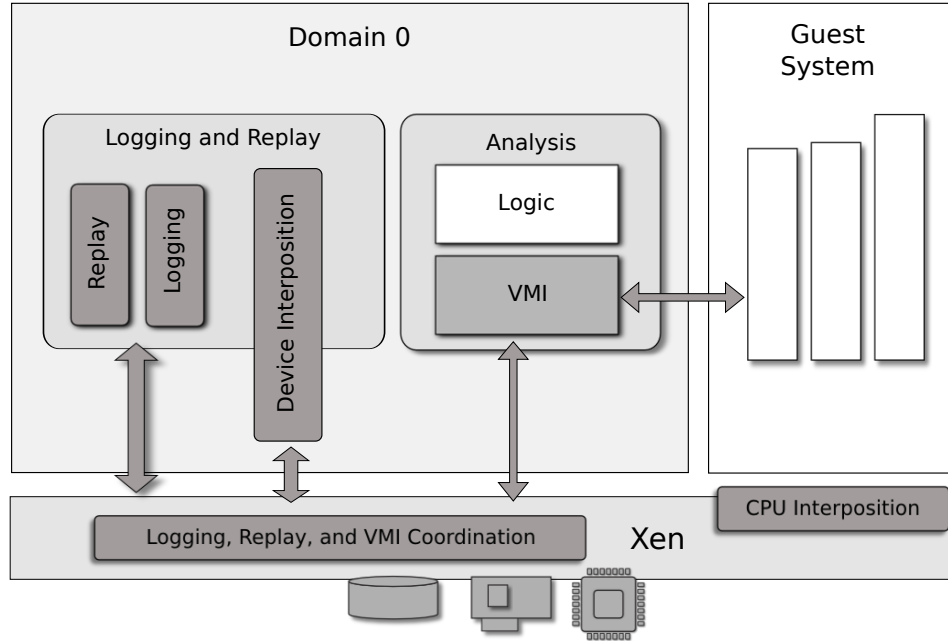 Domain 0
Guest
System
Logging and Replay
Analysis
Replay
Logging
Device Interposition
Logic
VMI
CPU Interposition
Logging, Replay, and VMI Coordination
Xen